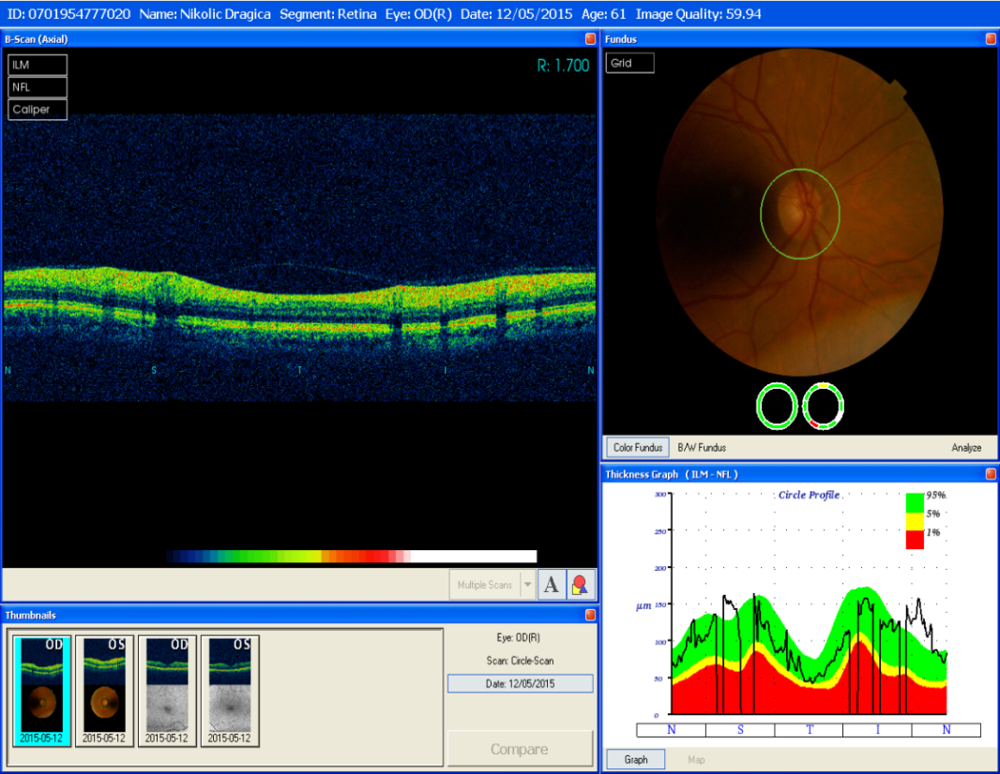 ID: 0701954777020 Name: Nikolic Dragica Segment: Retina Eye: OD(R) Date: 12/05/2015 Age: 61 Image Quality: 59.94
B-Scan (Axial)
ILM
NFL
Caliper
R: 1.700
N S T I N
Multiple Scans
A
Fundus
Grid
Color Fundus B/W Fundus Analyze
Thickness Graph ( ILM - NFL )
Circle Profile
95%
5%
1%
300
250
200
µm 150
100
50
0
N S T I N
Graph Map
Thumbnails
OD OS OD OS
2015-05-12 2015-05-12 2015-05-12 2015-05-12
Eye: OD(R)
Scan: Circle-Scan
Date: 12/05/2015
Compare